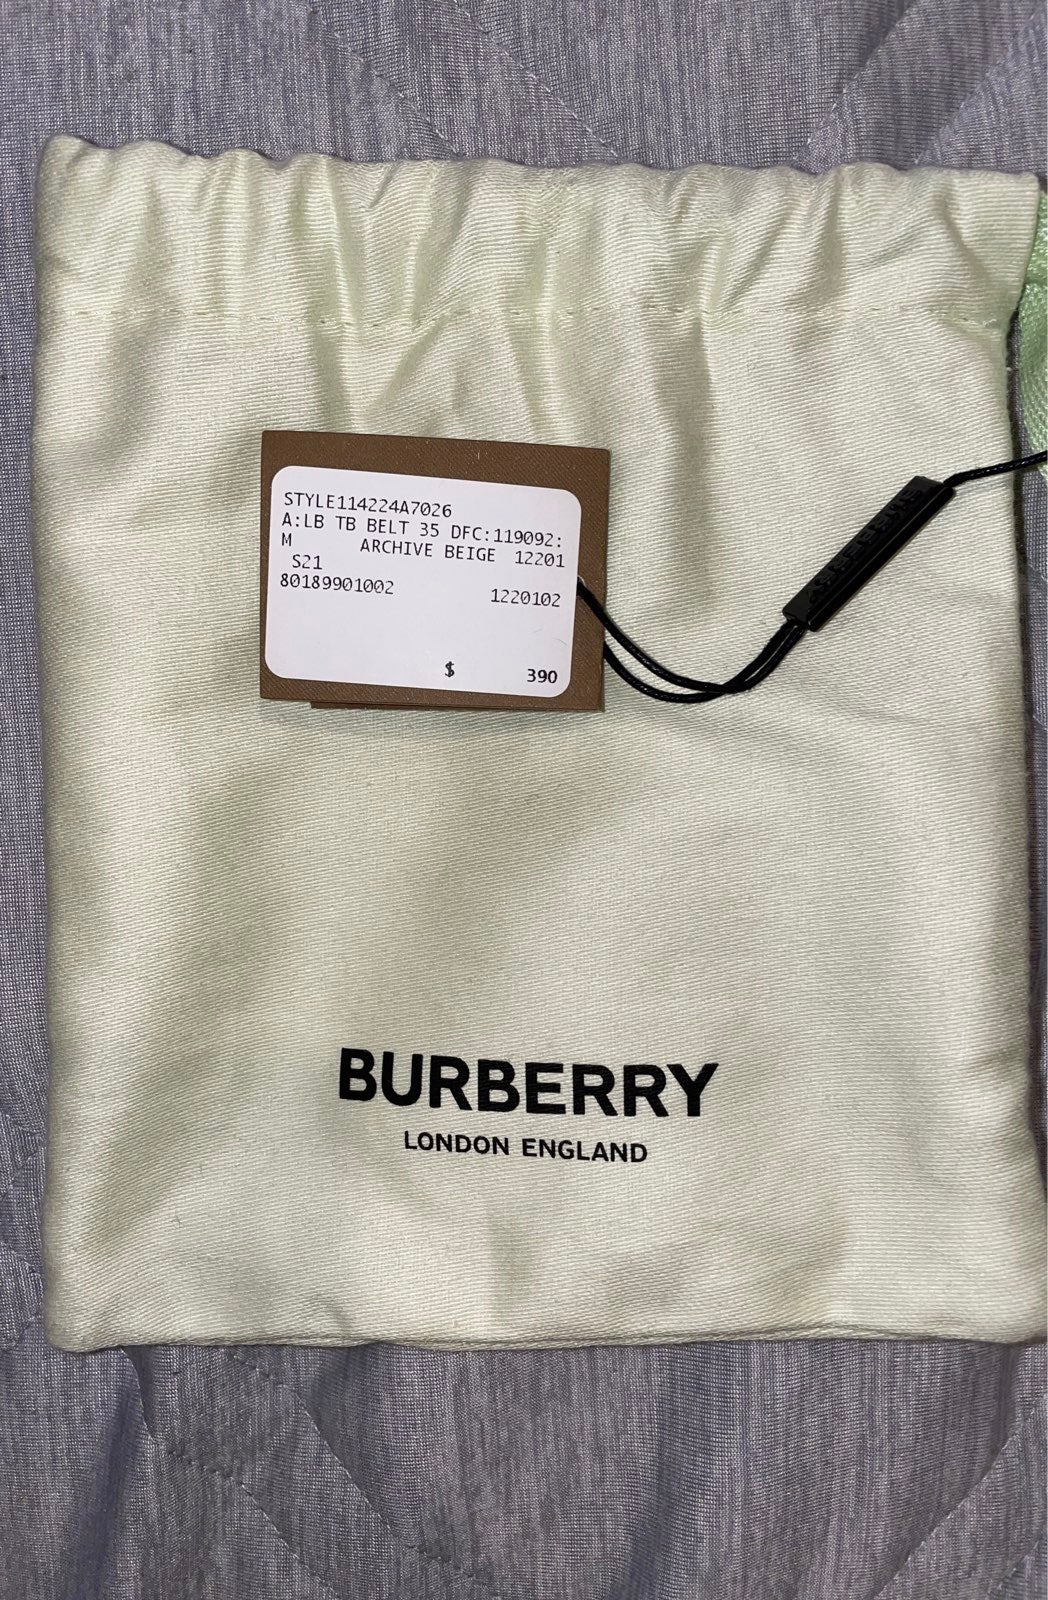 STYLE114224A7026
A:LB TB BELT 35 DFC:119092:
M ARCHIVE BEIGE 12201
S21
80189901002 1220102
$ 390
BURBERRY
LONDON ENGLAND